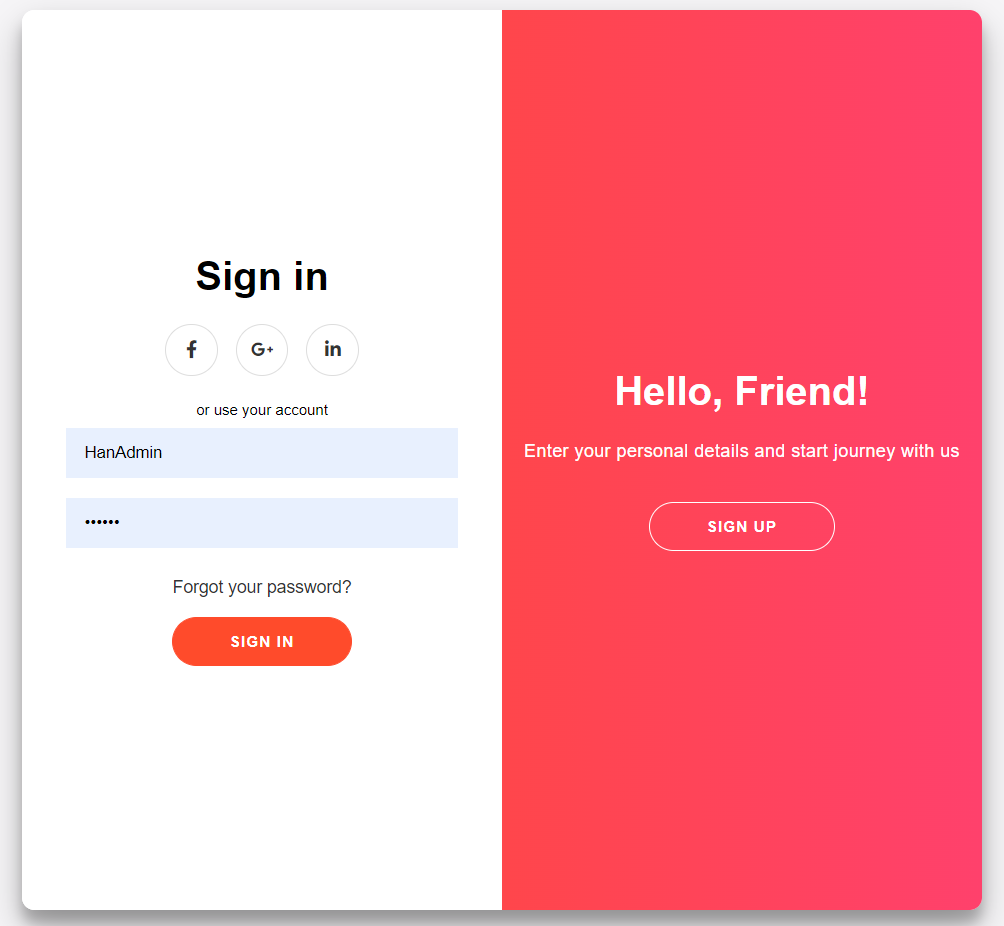 Sign in
f G+ in
or use your account
HanAdmin
••••••
Forgot your password?
SIGN IN
Hello, Friend!
Enter your personal details and start journey with us
SIGN UP